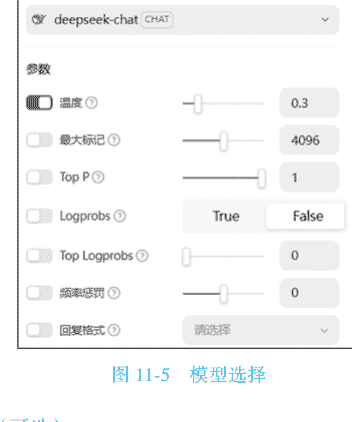 deepseek-chat CHAT
参数
温度 0.3
最大标记 4096
Top P 1
Logprobs True False
Top Logprobs 0
频率惩罚 0
回复格式 请选择
图 11-5 模型选择